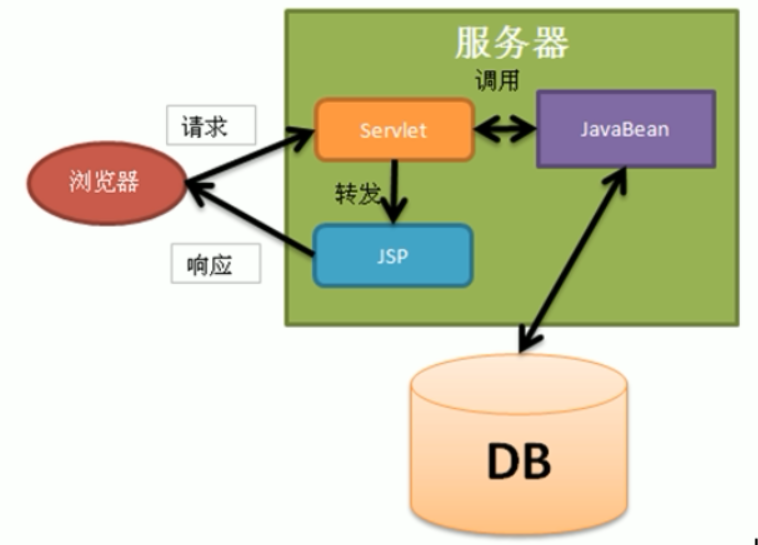 服务器
调用
请求
Servlet
JavaBean
浏览器
转发
响应
JSP
DB